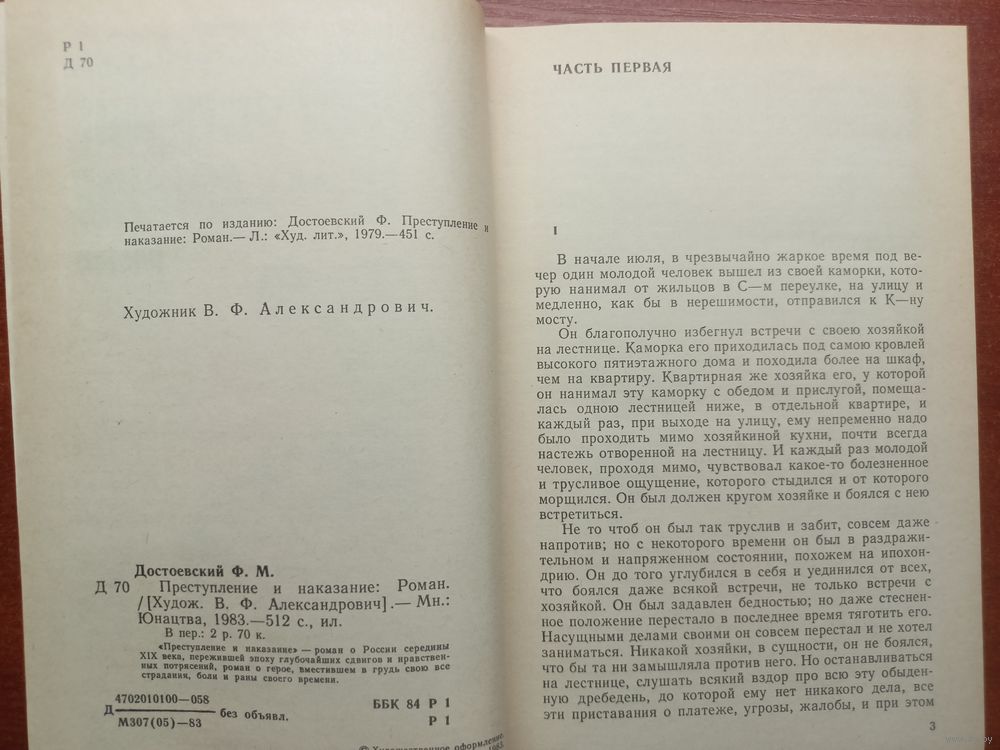 Р 1
Д 70
Печатается по изданию: Достоевский Ф. Преступление и
наказание: Роман.— Л.: «Худ. лит.», 1979.—451 с.
Художник В. Ф. Александрович.
Достоевский Ф. М.
Д 70 Преступление и наказание: Роман.
/[Худож. В. Ф. Александрович].— Мн.:
Юнацтва, 1983.—512 с., ил.
В пер.: 2 р. 70 к.
«Преступление и наказание» — роман о России середины
XIX века, пережившей эпоху глубочайших сдвигов и нравствен-
ных потрясений, роман о герое, вместившем в грудь свою все
страдания, боли и раны своего времени.
4702010100—058
Д М307(05)—83 без объявл.
ББК 84 Р 1
Р 1
© Художественное оформление.
1983.
ЧАСТЬ ПЕРВАЯ
I
В начале июля, в чрезвычайно жаркое время под ве-
чер один молодой человек вышел из своей каморки, кото-
рую нанимал от жильцов в С—м переулке, на улицу и
медленно, как бы в нерешимости, отправился к К—ну
мосту.
Он благополучно избегнул встречи с своею хозяйкой
на лестнице. Каморка его приходилась под самою кровлей
высокого пятиэтажного дома и походила более на шкаф,
чем на квартиру. Квартирная же хозяйка его, у которой
он нанимал эту каморку с обедом и прислугой, помеща-
лась одною лестницей ниже, в отдельной квартире, и
каждый раз, при выходе на улицу, ему непременно надо
было проходить мимо хозяйкиной кухни, почти всегда
настежь отворенной на лестницу. И каждый раз молодой
человек, проходя мимо, чувствовал какое-то болезненное
и трусливое ощущение, которого стыдился и от которого
морщился. Он был должен кругом хозяйке и боялся с нею
встретиться.
Не то чтоб он был так труслив и забит, совсем даже
напротив; но с некоторого времени он был в раздражи-
тельном и напряженном состоянии, похожем на ипохон-
дрию. Он до того углубился в себя и уединился от всех,
что боялся даже всякой встречи, не только встречи с
хозяйкой. Он был задавлен бедностью; но даже стеснен-
ное положение перестало в последнее время тяготить его.
Насущными делами своими он совсем перестал и не хотел
заниматься. Никакой хозяйки, в сущности, он не боялся,
что бы та ни замышляла против него. Но останавливаться
на лестнице, слушать всякий вздор про всю эту обыден-
ную дребедень, до которой ему нет никакого дела, все
эти приставания о платеже, угрозы, жалобы, и при этом
3